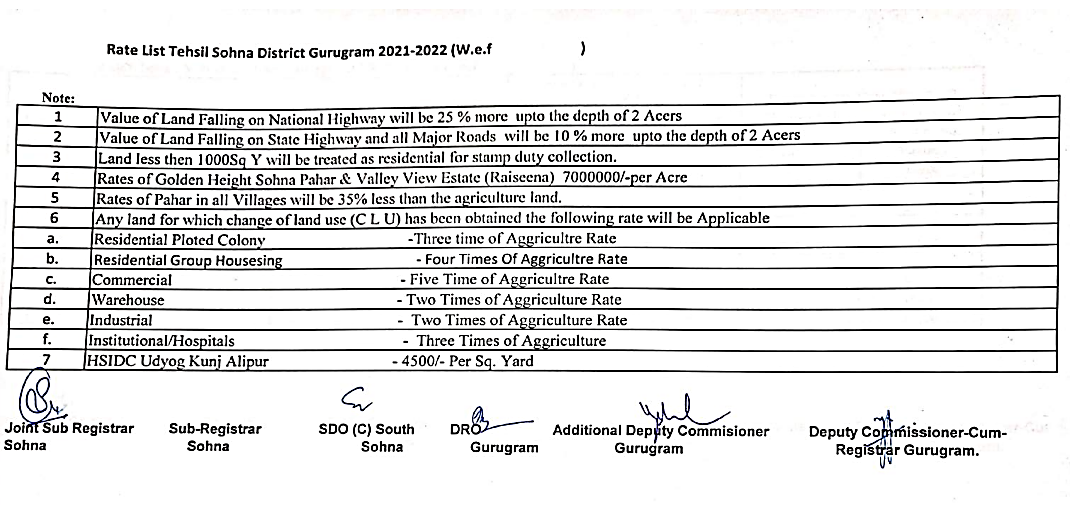 Rate List Tehsil Sohna District Gurugram 2021-2022 (W.e.f )
Note:
1 Value of Land Falling on National Highway will be 25 % more upto the depth of 2 Acers
2 Value of Land Falling on State Highway and all Major Roads will be 10 % more upto the depth of 2 Acers
3 Land less then 1000Sq Y will be treated as residential for stamp duty collection.
4 Rates of Golden Height Sohna Pahar & Valley View Estate (Raiseena) 7000000/-per Acre
5 Rates of Pahar in all Villages will be 35% less than the agriculture land.
6 Any land for which change of land use (C L U) has been obtained the following rate will be Applicable
a. Residential Ploted Colony -Three time of Aggricultre Rate
b. Residential Group Housesing - Four Times Of Aggricultre Rate
c. Commercial - Five Time of Aggriculture Rate
d. Warehouse - Two Times of Aggriculture Rate
e. Industrial - Two Times of Aggriculture Rate
f. Institutional/Hospitals - Three Times of Aggriculture
7 HSIDC Udyog Kunj Alipur - 4500/- Per Sq. Yard
Joint Sub Registrar Sub-Registrar SDO (C) South DRO Additional Deputy Commisioner Deputy Commissioner-Cum-
Sohna Sohna Sohna Gurugram Gurugram Registrar Gurugram.